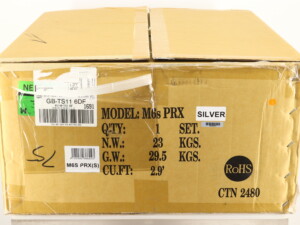 NE
GB-TS11 6DF
MODEL: M6s PRX
SILVER
Q'TY: 1 SET.
N.W.: 23 KGS.
G.W.: 29.5 KGS.
CU.FT: 2.9'
M6S PRX(S)
RoHS
CTN 2480